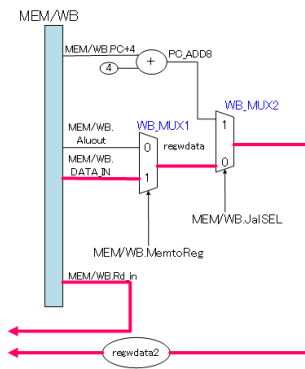 MEM/WB
MEM/WB.PC+4
PC_ADD8
4
+
WB_MUX2
MEM/WB.
Aluout
WB_MUX1
regwdata
1
0
0
MEM/WB.
DATA_IN
1
MEM/WB.JalSEL
MEM/WB.MemtoReg
MEM/WB.Rd_in
regwdata2